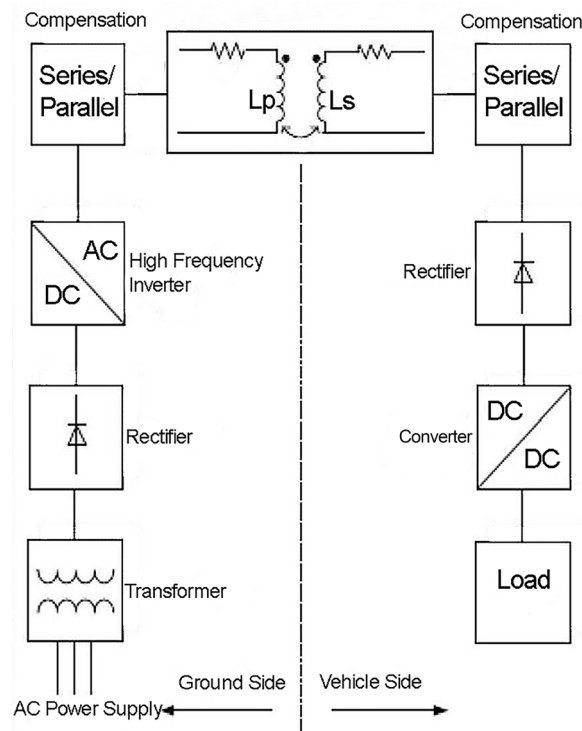 Compensation
Series/
Parallel
Lp
Ls
Compensation
Series/
Parallel
AC
DC
High Frequency
Inverter
Rectifier
Rectifier
DC
DC
Converter
Transformer
Load
Ground Side
Vehicle Side
AC Power Supply